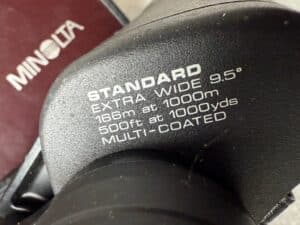 MINOLTA
STANDARD
EXTRA WIDE 9.5°
166m at 1000m
500ft at 1000yds
MULTI-COATED